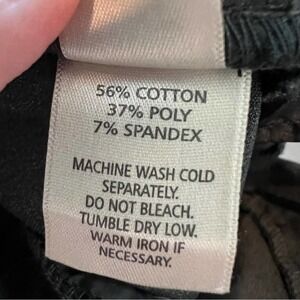 56% COTTON
37% POLY
7% SPANDEX
MACHINE WASH COLD
SEPARATELY.
DO NOT BLEACH.
TUMBLE DRY LOW.
WARM IRON IF
NECESSARY.